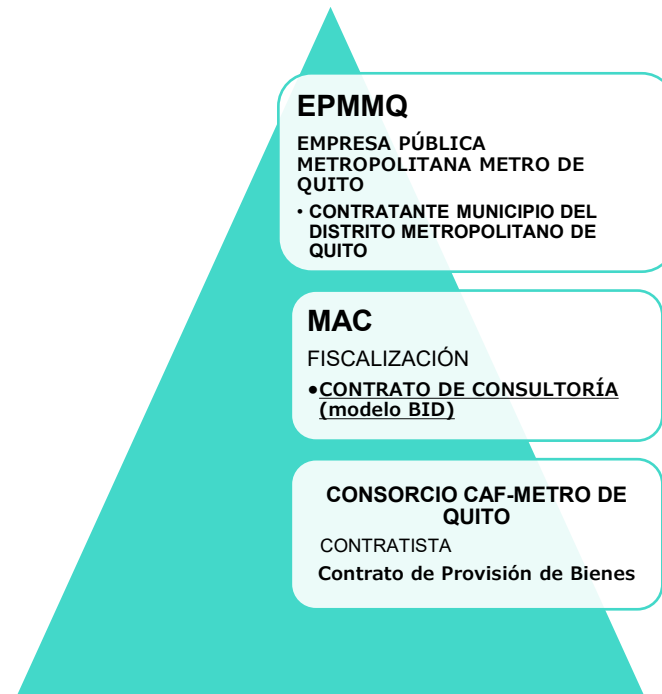 EPMMQ
EMPRESA PÚBLICA
METROPOLITANA METRO DE
QUITO
• CONTRATANTE MUNICIPIO DEL
DISTRITO METROPOLITANO DE
QUITO
MAC
FISCALIZACIÓN
•CONTRATO DE CONSULTORÍA
(modelo BID)
CONSORCIO CAF-METRO DE
QUITO
CONTRATISTA
Contrato de Provisión de Bienes